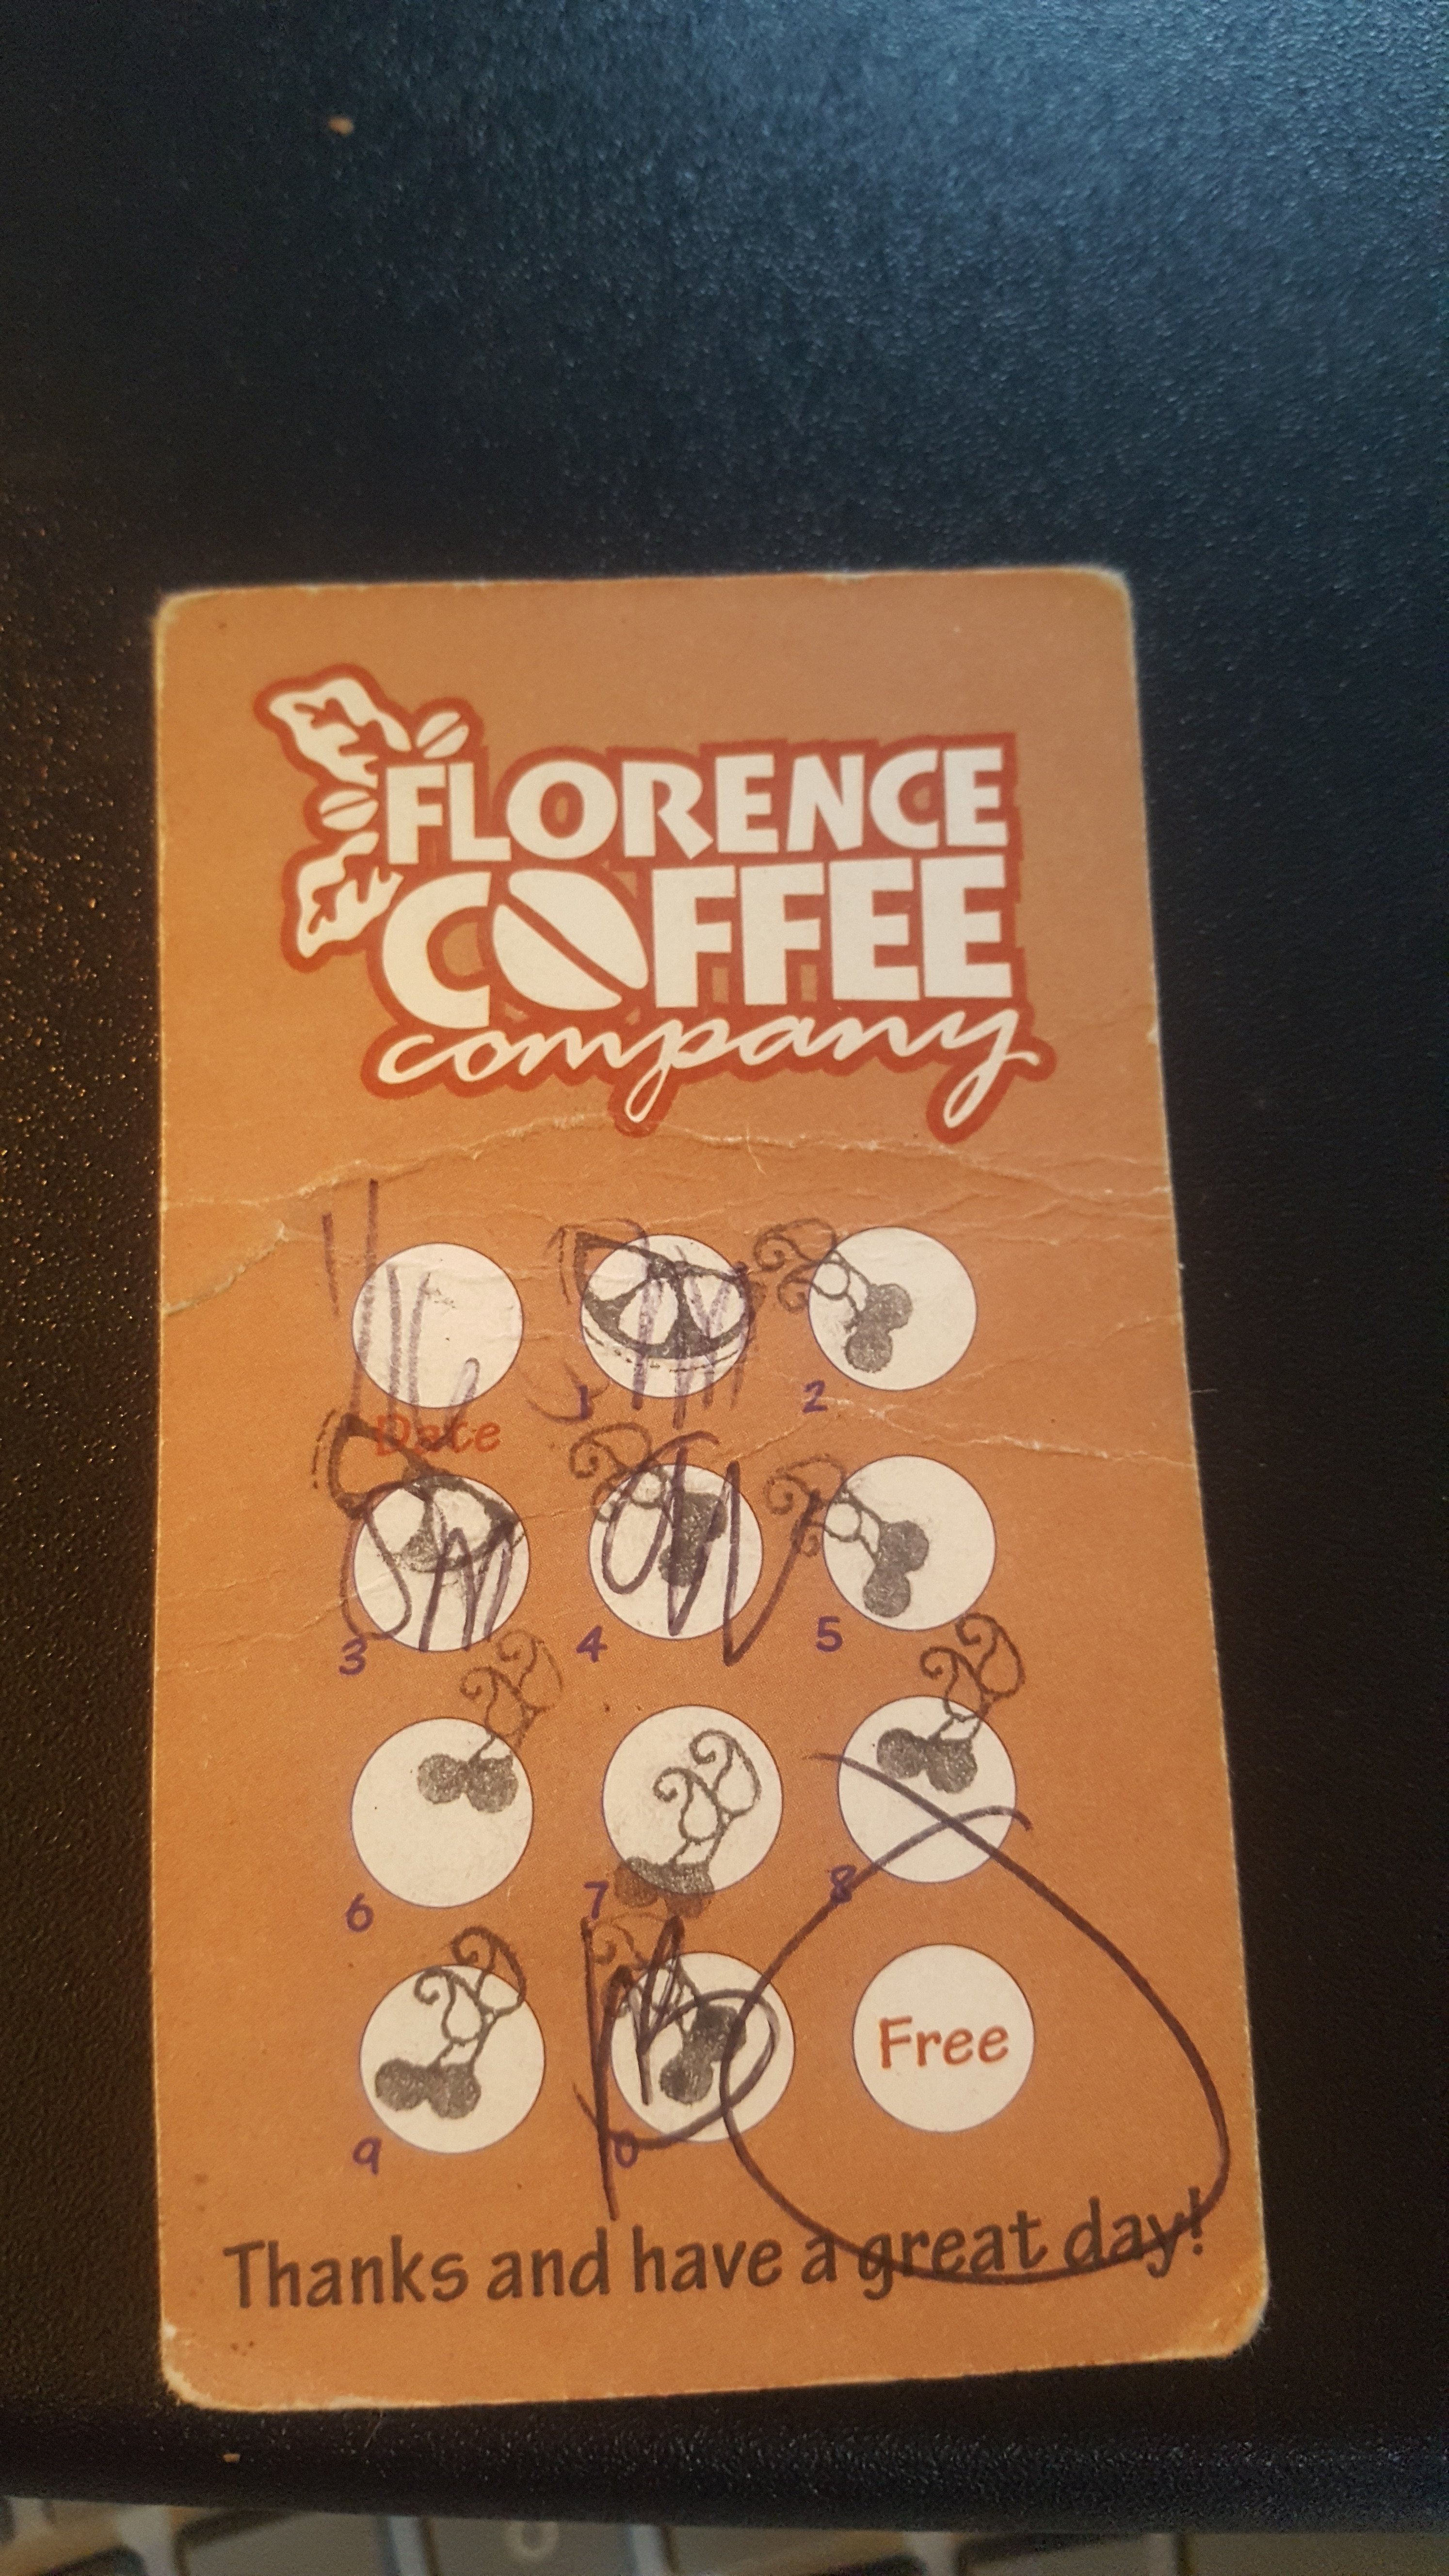 FLORENCE
COFFEE
company
Date 1 2
3 4 5
6 7 8
9 0 Free
Thanks and have a great day!